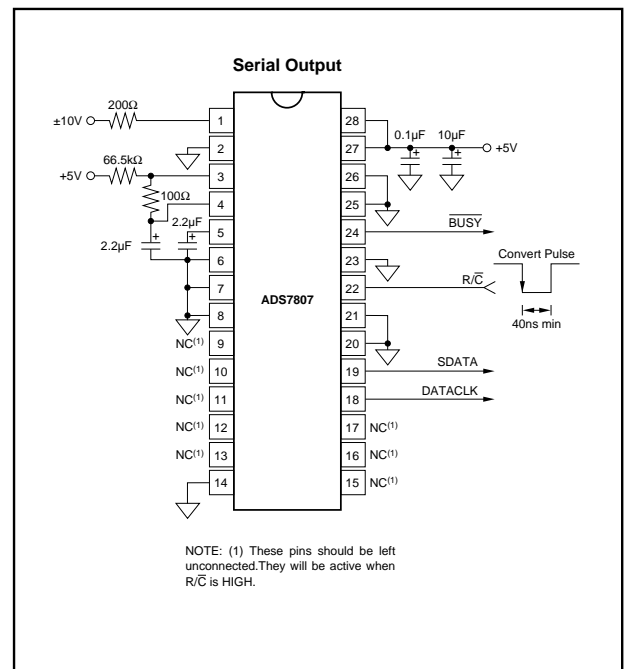 Serial Output
±10V
200Ω
+5V
66.5kΩ
100Ω
2.2µF
+
2.2µF
+
1
2
3
4
5
6
7
8
NC(1) 9
NC(1) 10
NC(1) 11
NC(1) 12
NC(1) 13
14
ADS7807
28
27
26
25
24
23
22
21
20
19
18
17 NC(1)
16 NC(1)
15 NC(1)
0.1µF
+
10µF
+
+5V
B̅U̅S̅Y̅
Convert Pulse
R/C̅
40ns min
SDATA
DATACLK
NOTE: (1) These pins should be left
unconnected.They will be active when
R/C̅ is HIGH.